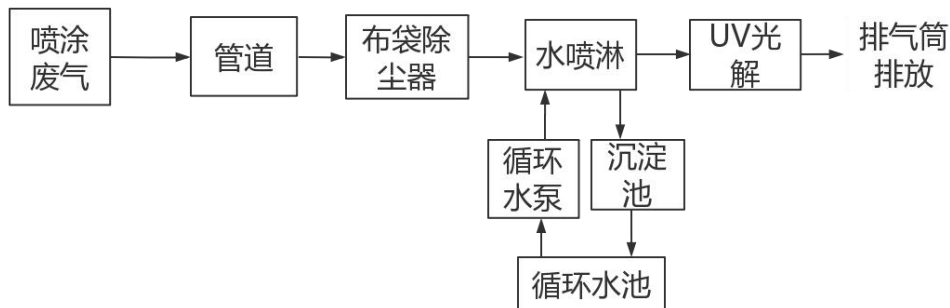 喷涂
废气
管道
布袋除
尘器
水喷淋
UV光
解
排气筒
排放
循环
水泵
沉淀
池
循环水池